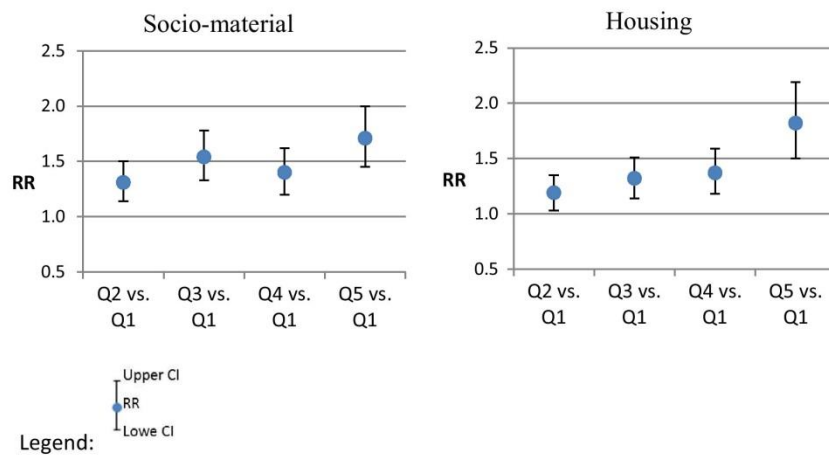 Socio-material
2.5
2.0
1.5
1.0
0.5
RR
Q2 vs.
Q1
Q3 vs.
Q1
Q4 vs.
Q1
Q5 vs.
Q1
Housing
2.5
2.0
1.5
1.0
0.5
RR
Q2 vs.
Q1
Q3 vs.
Q1
Q4 vs.
Q1
Q5 vs.
Q1
Legend:
Upper CI
RR
Lowe CI